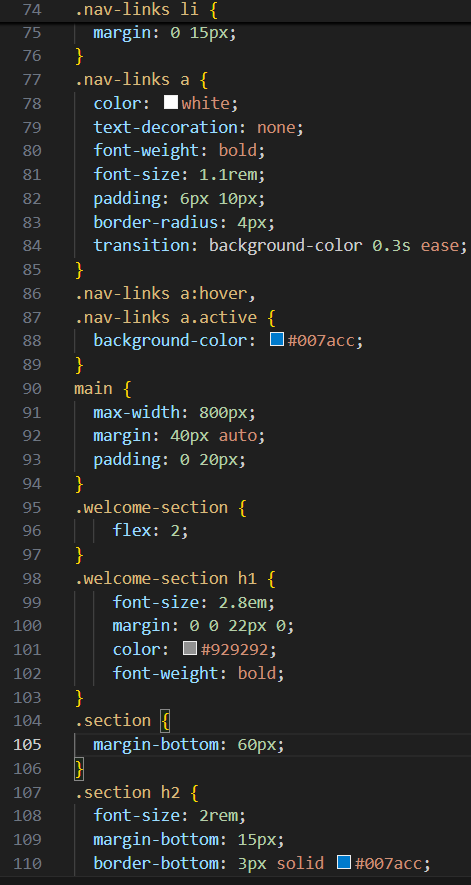 74 .nav-links li {
75 margin: 0 15px;
76 }
77 .nav-links a {
78 color: white;
79 text-decoration: none;
80 font-weight: bold;
81 font-size: 1.1rem;
82 padding: 6px 10px;
83 border-radius: 4px;
84 transition: background-color 0.3s ease;
85 }
86 .nav-links a:hover,
87 .nav-links a.active {
88 background-color: #007acc;
89 }
90 main {
91 max-width: 800px;
92 margin: 40px auto;
93 padding: 0 20px;
94 }
95 .welcome-section {
96 flex: 2;
97 }
98 .welcome-section h1 {
99 font-size: 2.8em;
100 margin: 0 0 22px 0;
101 color: #929292;
102 font-weight: bold;
103 }
104 .section {
105 margin-bottom: 60px;
106 }
107 .section h2 {
108 font-size: 2rem;
109 margin-bottom: 15px;
110 border-bottom: 3px solid #007acc;